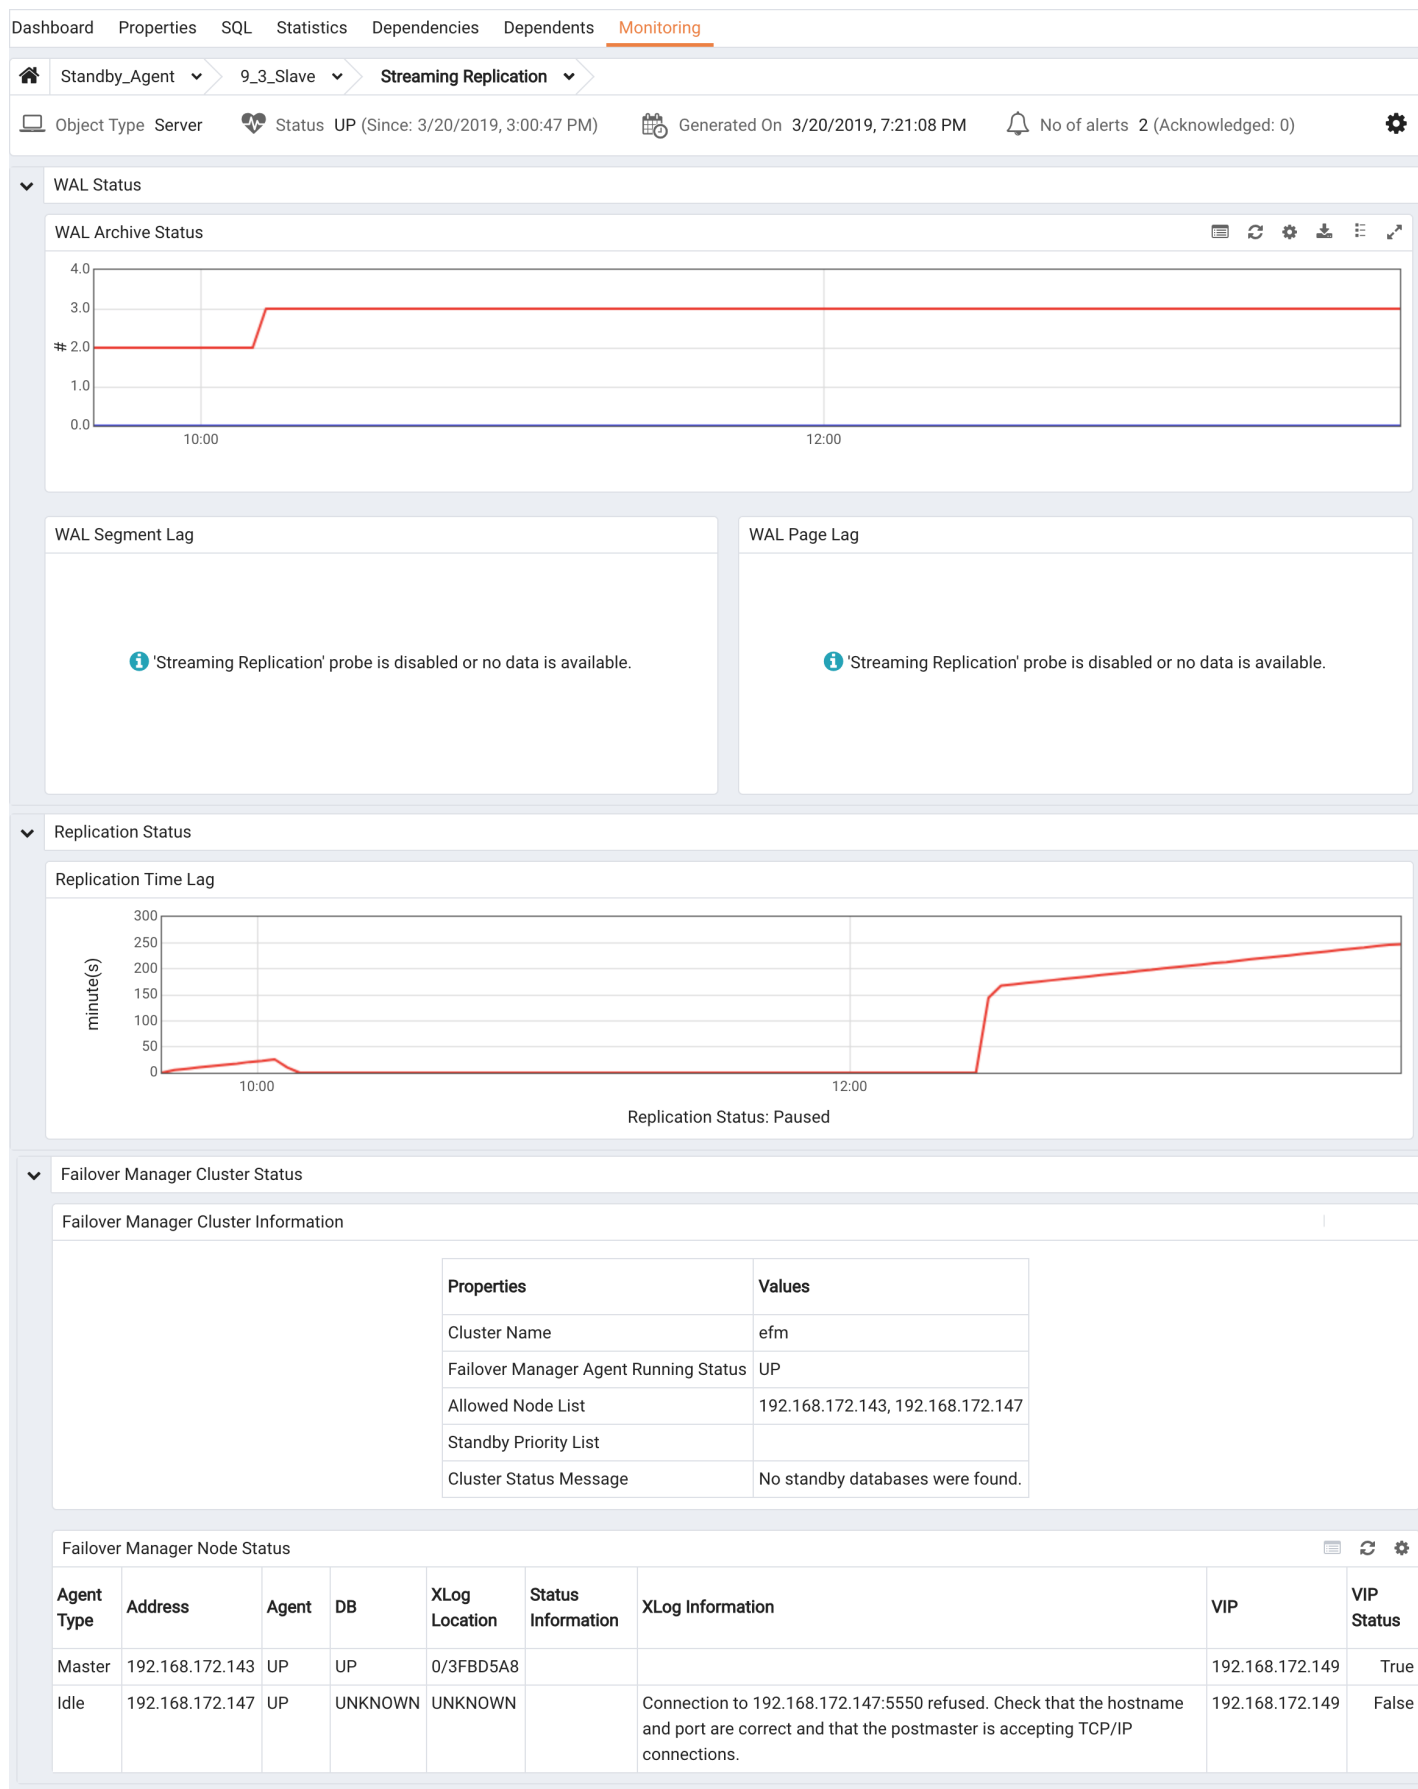 Dashboard Properties SQL Statistics Dependencies Dependents Monitoring
Standby_Agent 9_3_Slave Streaming Replication
Object Type Server Status UP (Since: 3/20/2019, 3:00:47 PM) Generated On 3/20/2019, 7:21:08 PM No of alerts 2 (Acknowledged: 0)
WAL Status
WAL Archive Status
4.0
3.0
# 2.0
1.0
0.0
10:00 12:00
WAL Segment Lag
'Streaming Replication' probe is disabled or no data is available.
WAL Page Lag
'Streaming Replication' probe is disabled or no data is available.
Replication Status
Replication Time Lag
minute(s)
300
250
200
150
100
50
0
10:00 12:00
Replication Status: Paused
Failover Manager Cluster Status
Failover Manager Cluster Information
Properties Values
Cluster Name efm
Failover Manager Agent Running Status UP
Allowed Node List 192.168.172.143, 192.168.172.147
Standby Priority List
Cluster Status Message No standby databases were found.
Failover Manager Node Status
Agent Type Address Agent DB XLog Location Status Information XLog Information VIP VIP Status
Master 192.168.172.143 UP UP 0/3FBD5A8 192.168.172.149 True
Idle 192.168.172.147 UP UNKNOWN UNKNOWN Connection to 192.168.172.147:5550 refused. Check that the hostname 192.168.172.149 False
and port are correct and that the postmaster is accepting TCP/IP
connections.